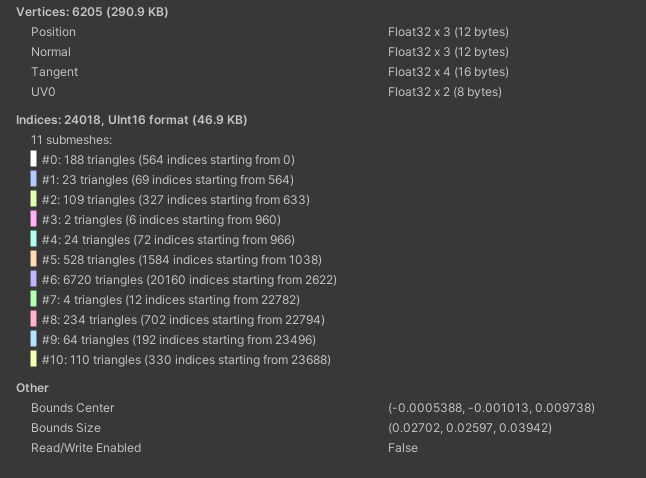 Vertices: 6205 (290.9 KB)
Position Float32 x 3 (12 bytes)
Normal Float32 x 3 (12 bytes)
Tangent Float32 x 4 (16 bytes)
UV0 Float32 x 2 (8 bytes)
Indices: 24018, UInt16 format (46.9 KB)
11 submeshes:
#0: 188 triangles (564 indices starting from 0)
#1: 23 triangles (69 indices starting from 564)
#2: 109 triangles (327 indices starting from 633)
#3: 2 triangles (6 indices starting from 960)
#4: 24 triangles (72 indices starting from 966)
#5: 528 triangles (1584 indices starting from 1038)
#6: 6720 triangles (20160 indices starting from 2622)
#7: 4 triangles (12 indices starting from 22782)
#8: 234 triangles (702 indices starting from 22794)
#9: 64 triangles (192 indices starting from 23496)
#10: 110 triangles (330 indices starting from 23688)
Other
Bounds Center (-0.0005388, -0.001013, 0.009738)
Bounds Size (0.02702, 0.02597, 0.03942)
Read/Write Enabled False